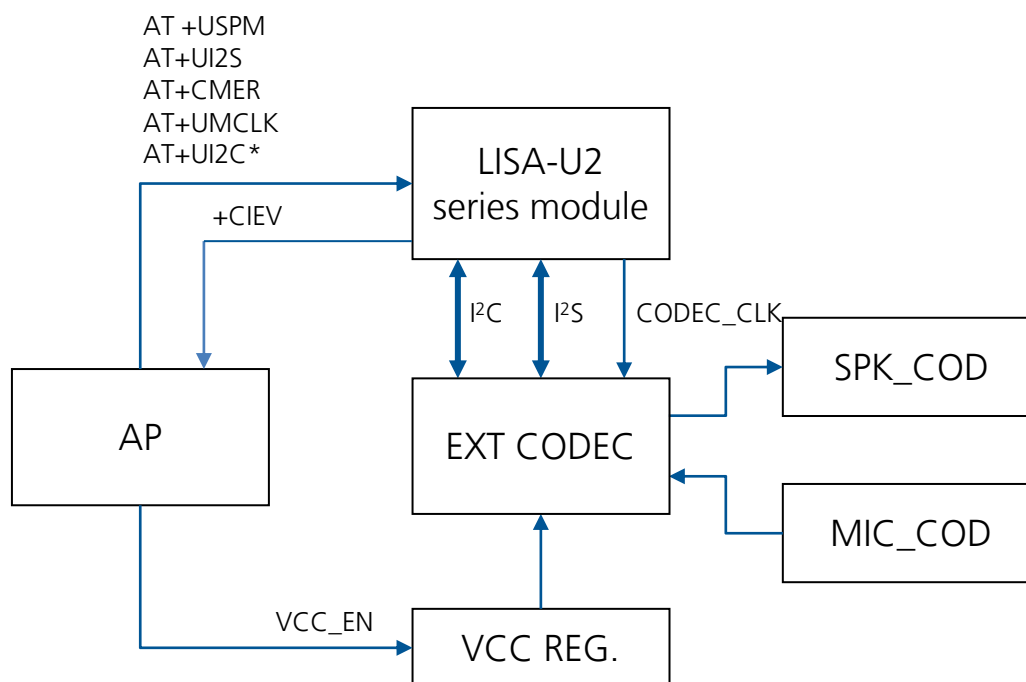 AT +USPM
AT+UI2S
AT+CMER
AT+UMCLK
AT+UI2C*
LISA-U2
series module
+CIEV
I²C
I²S
CODEC_CLK
SPK_COD
AP
EXT CODEC
MIC_COD
VCC_EN
VCC REG.